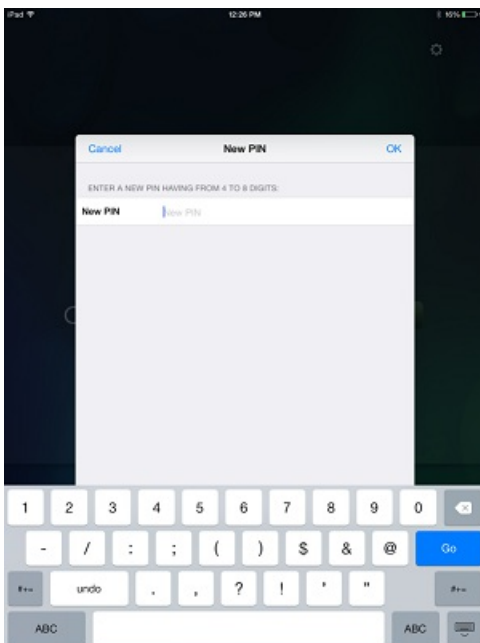 iPad 12:26 PM 16%
Cancel New PIN OK
ENTER A NEW PIN HAVING FROM 4 TO 8 DIGITS:
New PIN New PIN
1 2 3 4 5 6 7 8 9 0
- / : ; ( ) $ & @ Go
#+= undo . , ? ! ' " #+=
ABC ABC